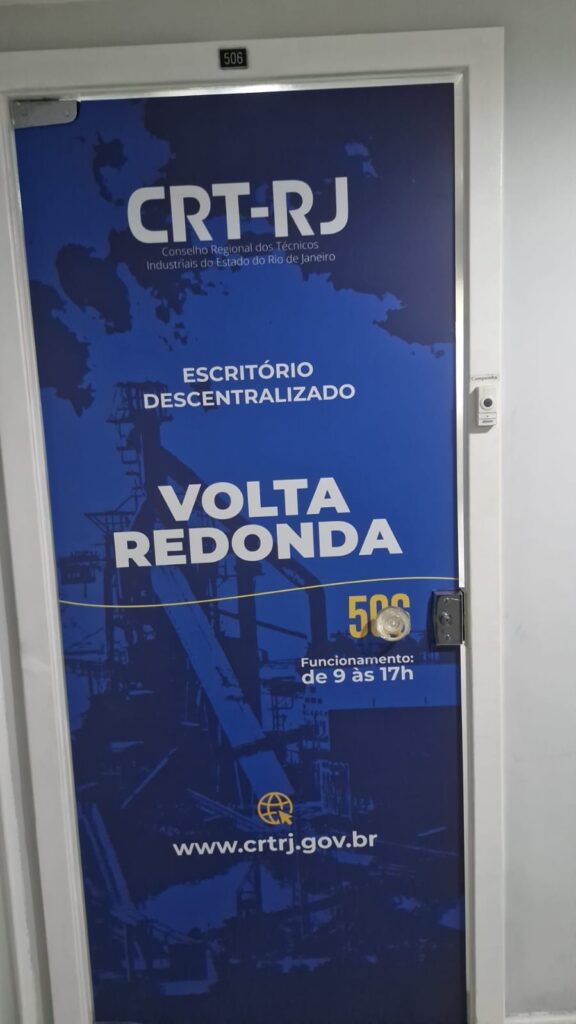 506
CRT-RJ
Conselho Regional dos Técnicos
Industriais do Estado do Rio de Janeiro
ESCRITÓRIO
DESCENTRALIZADO
Campainha
VOLTA
REDONDA
506
Funcionamento:
de 9 às 17h
www.crtrj.gov.br